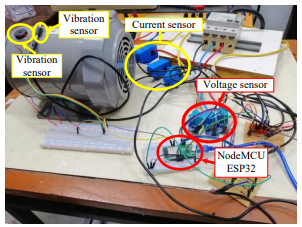 Vibration
sensor
Current sensor
Vibration
sensor
Voltage sensor
NodeMCU
ESP32